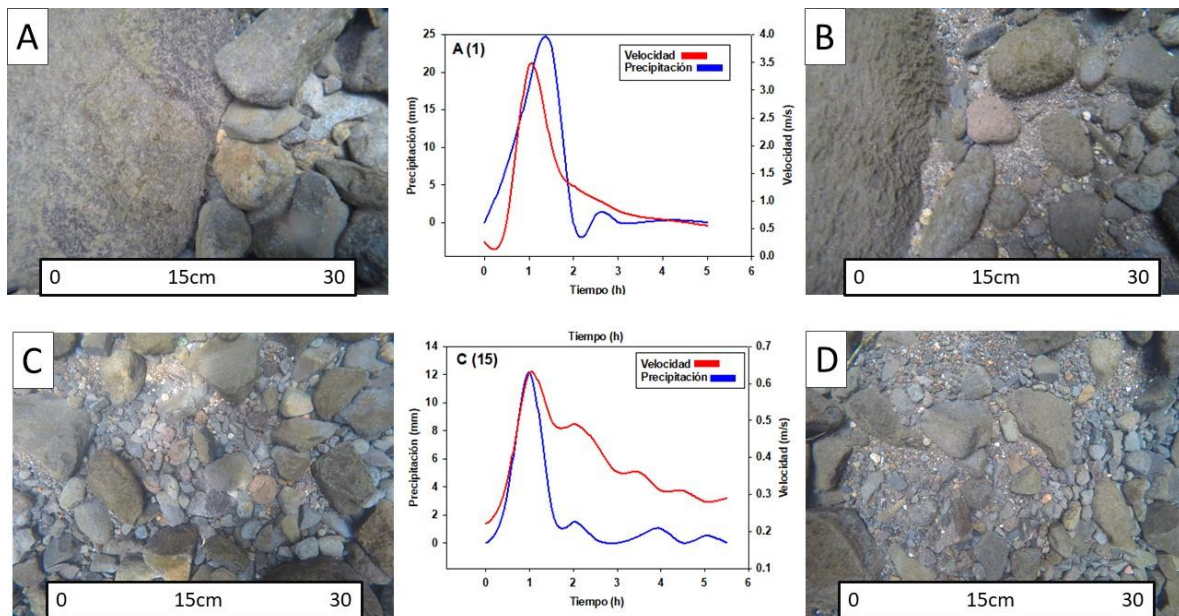 A
0 15cm 30
A (1)
Velocidad
Precipitación
25
20
15
10
5
0
Precipitación (mm)
4.0
3.5
3.0
2.5
2.0
1.5
1.0
0.5
0.0
Velocidad (m/s)
0 1 2 3 4 5 6
Tiempo (h)
B
0 15cm 30
C
0 15cm 30
Tiempo (h)
C (15)
Velocidad
Precipitación
14
12
10
8
6
4
2
0
Precipitación (mm)
0.7
0.6
0.5
0.4
0.3
0.2
0.1
Velocidad (m/s)
0 1 2 3 4 5 6
Tiempo (h)
D
0 15cm 30